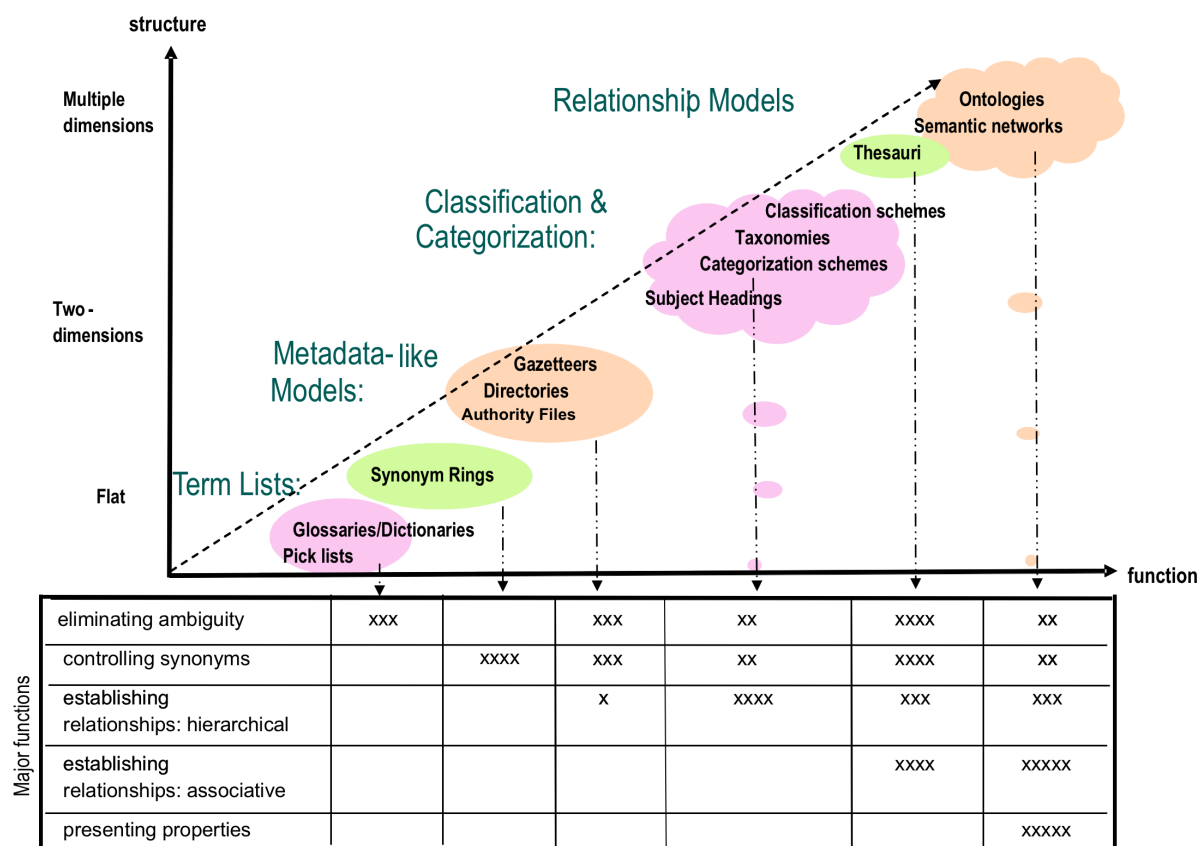 structure
Multiple
dimensions
Relationship Models
Ontologies
Semantic networks
Thesauri
Classification &
Categorization:
Classification schemes
Taxonomies
Categorization schemes
Subject Headings
Two -
dimensions
Metadata- like
Models:
Gazetteers
Directories
Authority Files
Flat
Term Lists:
Synonym Rings
Glossaries/Dictionaries
Pick lists
function
Major functions
eliminating ambiguity xxx xxx xx xxxx xx
controlling synonyms xxxx xxx xx xxxx xx
establishing x xxxx xxx xxx
relationships: hierarchical
establishing xxxx xxxxx
relationships: associative
presenting properties xxxxx